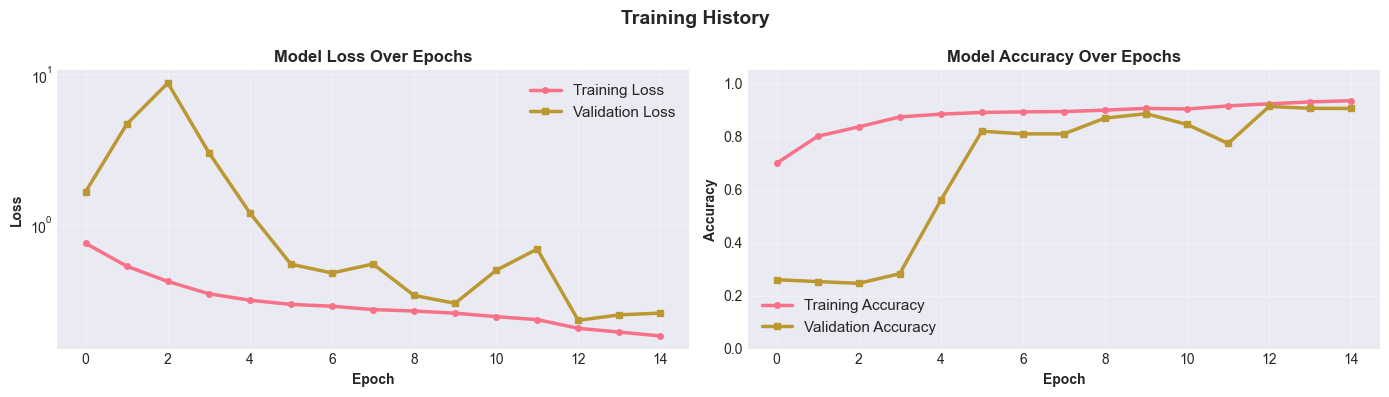 Training History
Model Loss Over Epochs
Training Loss
Validation Loss
10^1
10^0
Loss
0 2 4 6 8 10 12 14
Epoch
Model Accuracy Over Epochs
1.0
0.8
0.6
0.4
0.2
0.0
Accuracy
Training Accuracy
Validation Accuracy
0 2 4 6 8 10 12 14
Epoch